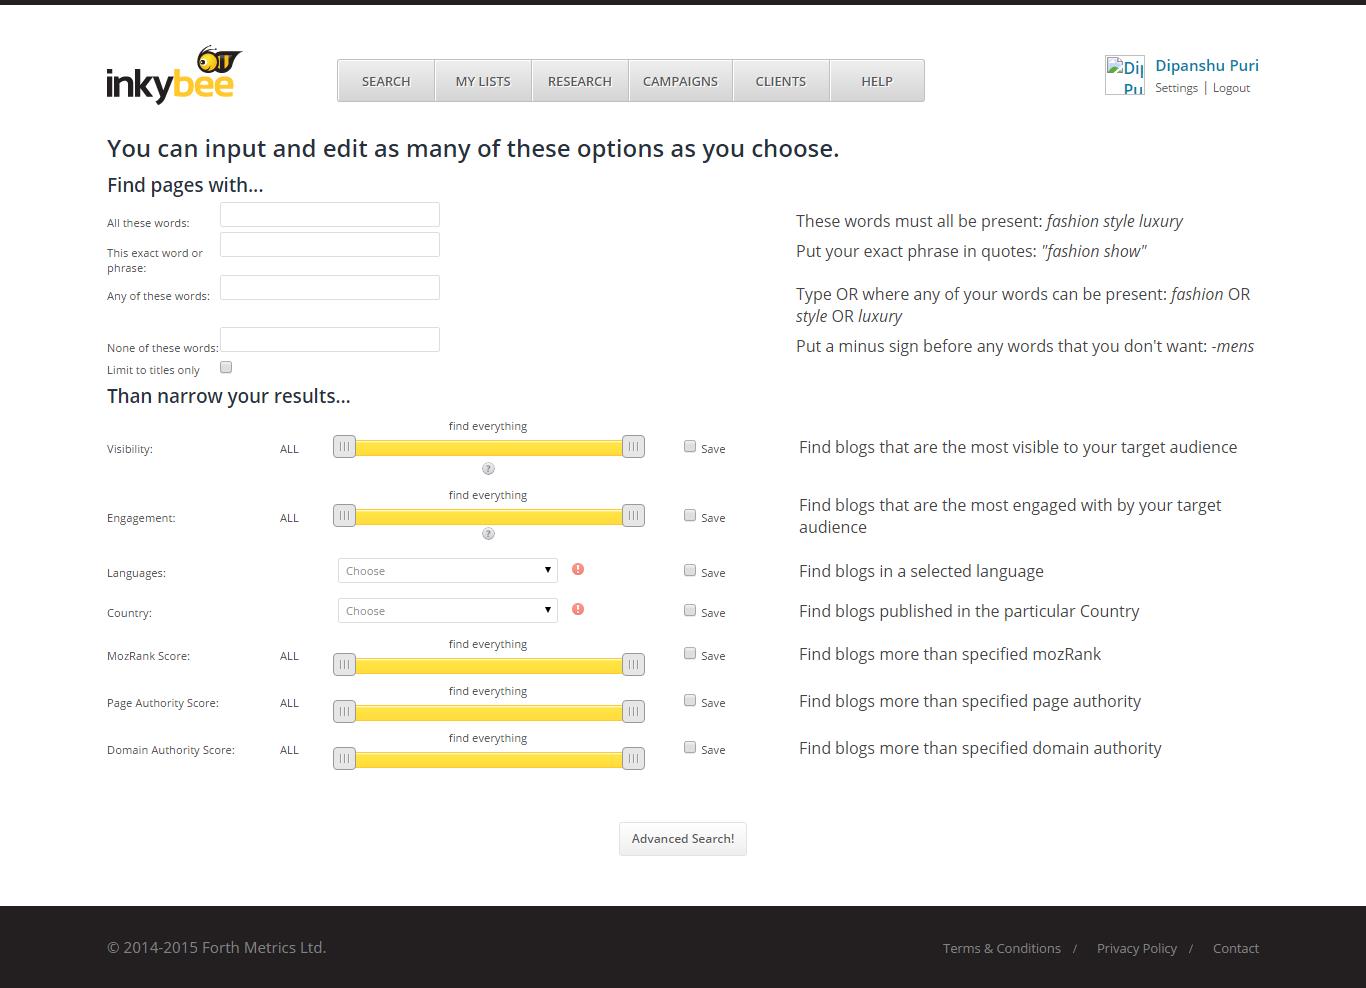 inkybee
SEARCH MY LISTS RESEARCH CAMPAIGNS CLIENTS HELP
Dip
Pu
Dipanshu Puri
Settings | Logout
You can input and edit as many of these options as you choose.
Find pages with...
All these words:
These words must all be present: fashion style luxury
This exact word or
phrase:
Put your exact phrase in quotes: "fashion show"
Any of these words:
Type OR where any of your words can be present: fashion OR
style OR luxury
None of these words:
Put a minus sign before any words that you don't want: -mens
Limit to titles only
Than narrow your results...
find everything
Visibility: ALL Save Find blogs that are the most visible to your target audience
?
find everything
Engagement: ALL Save Find blogs that are the most engaged with by your target
audience
?
Languages: Choose ! Save Find blogs in a selected language
Country: Choose ! Save Find blogs published in the particular Country
find everything
MozRank Score: ALL Save Find blogs more than specified mozRank
find everything
Page Authority Score: ALL Save Find blogs more than specified page authority
find everything
Domain Authority Score: ALL Save Find blogs more than specified domain authority
Advanced Search!
© 2014-2015 Forth Metrics Ltd.
Terms & Conditions / Privacy Policy / Contact